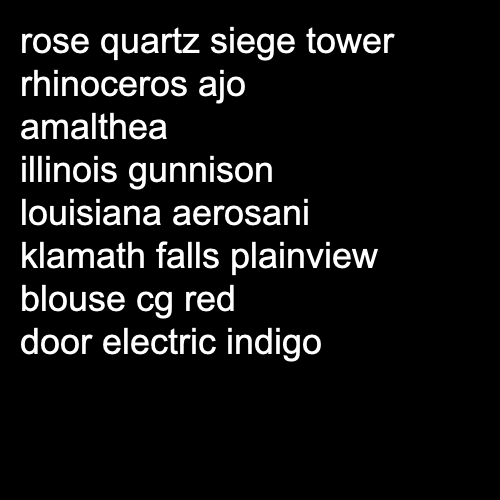 rose quartz siege tower
rhinoceros ajo
amalthea
illinois gunnison
louisiana aerosani
klamath falls plainview
blouse cg red
door electric indigo